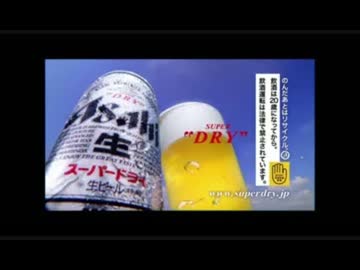 "DRY"
Asahi
生
スーパードライ
生ビール
SUPER
"DRY"
www.superdry.jp
のんだあとはリサイクル。
飲酒は20歳になってから。
飲酒運転は法律で禁止されています。